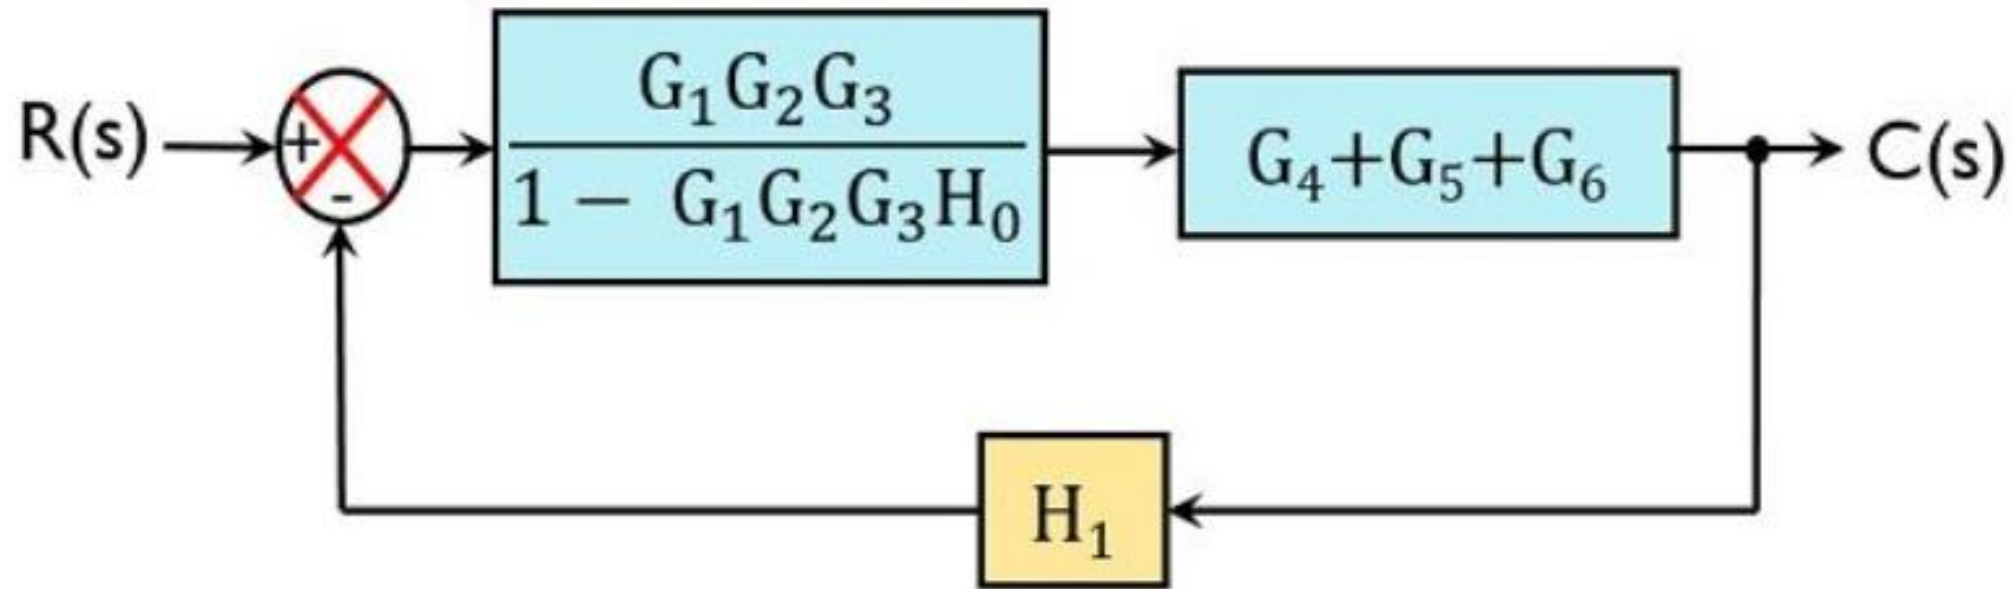 R(s)
+
-
G₁G₂G₃
1 − G₁G₂G₃H₀
G₄+G₅+G₆
C(s)
H₁